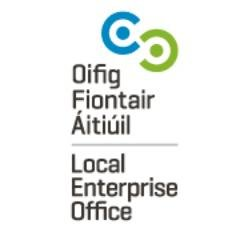 Oifig
Fiontair
Áitiúil
Local
Enterprise
Office